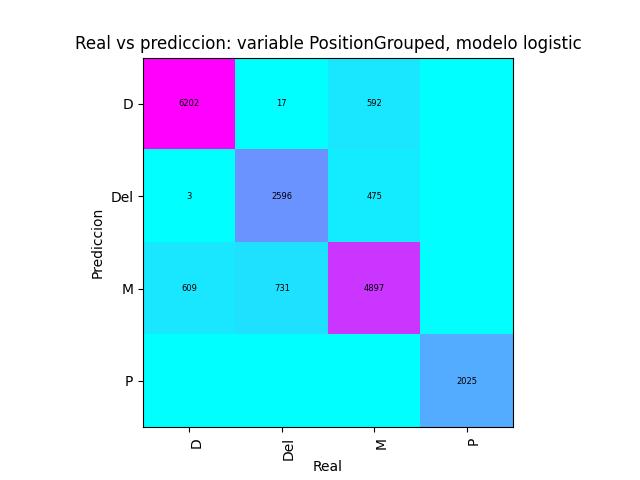 Real vs prediccion: variable PositionGrouped, modelo logistic
D 6202 17 592
Del 3 2596 475
Prediccion
M 609 731 4897
P 2025
D Del M P
Real